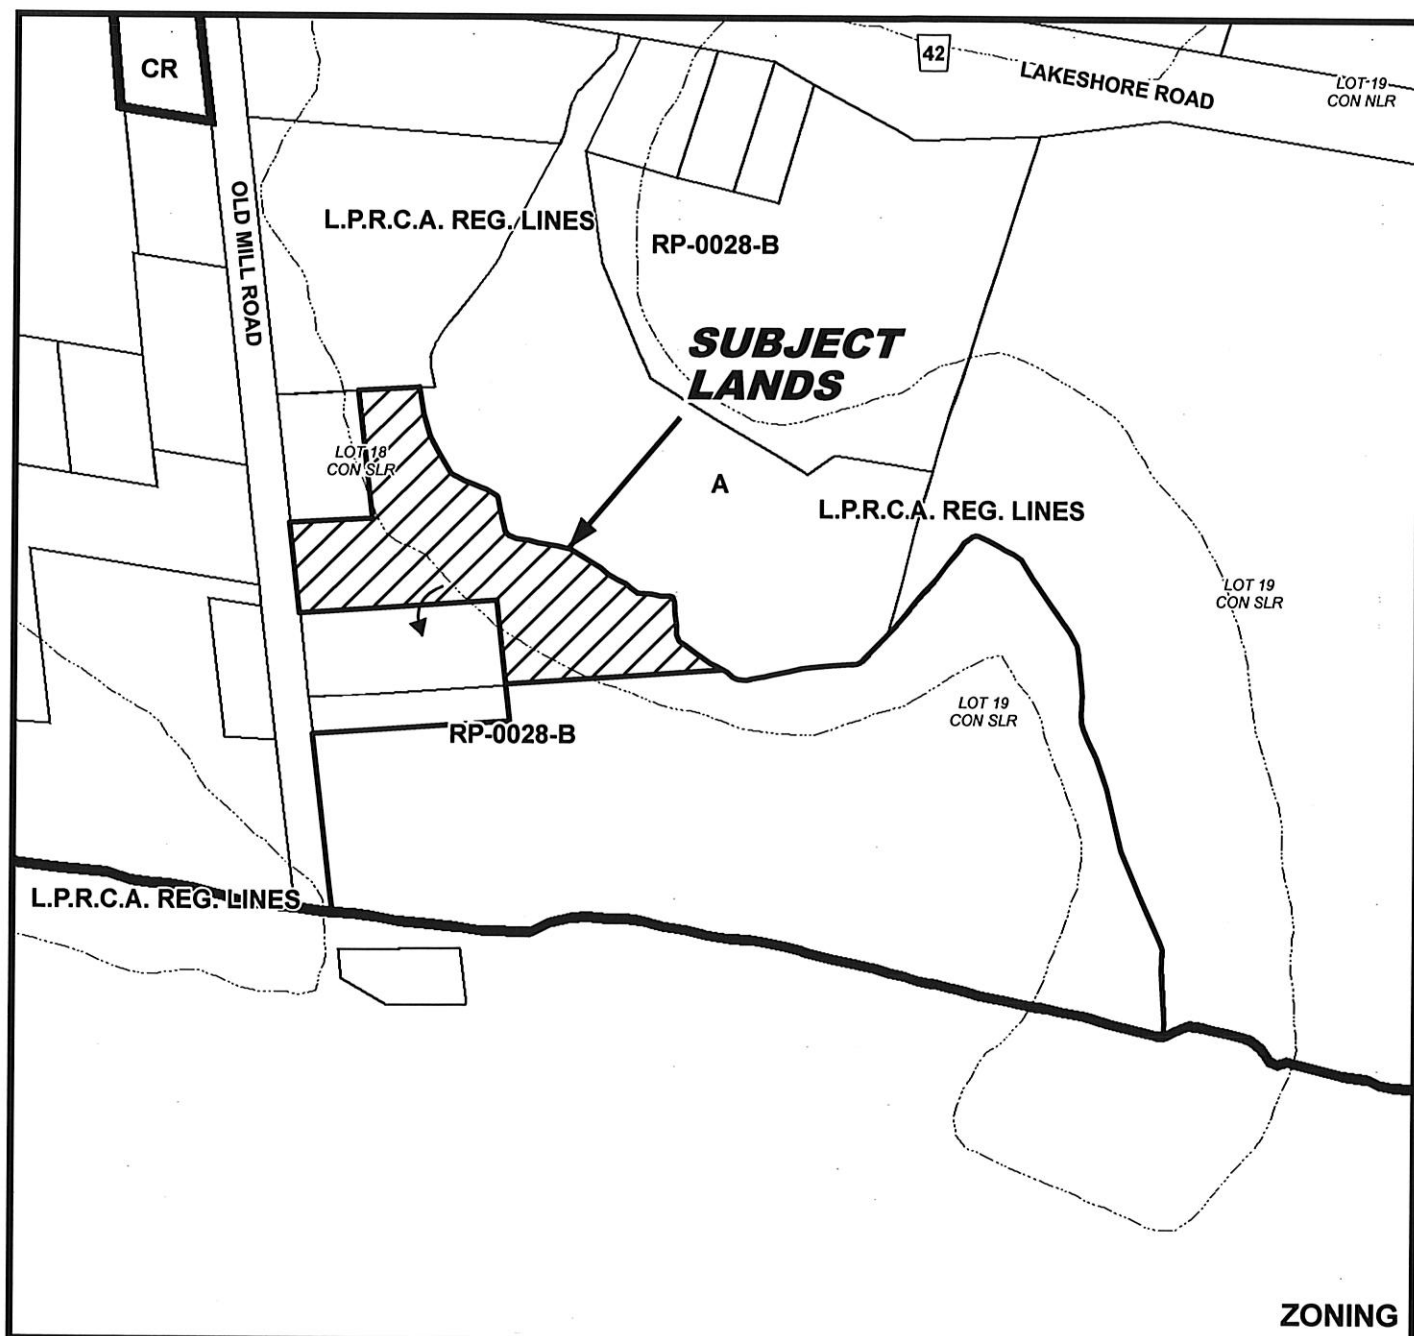 CR
42
LAKESHORE ROAD
LOT 19
CON NLR
OLD MILL ROAD
L.P.R.C.A. REG. LINES
RP-0028-B
SUBJECT
LANDS
LOT 18
CON SLR
A
L.P.R.C.A. REG. LINES
LOT 19
CON SLR
LOT 19
CON SLR
RP-0028-B
L.P.R.C.A. REG. LINES
ZONING